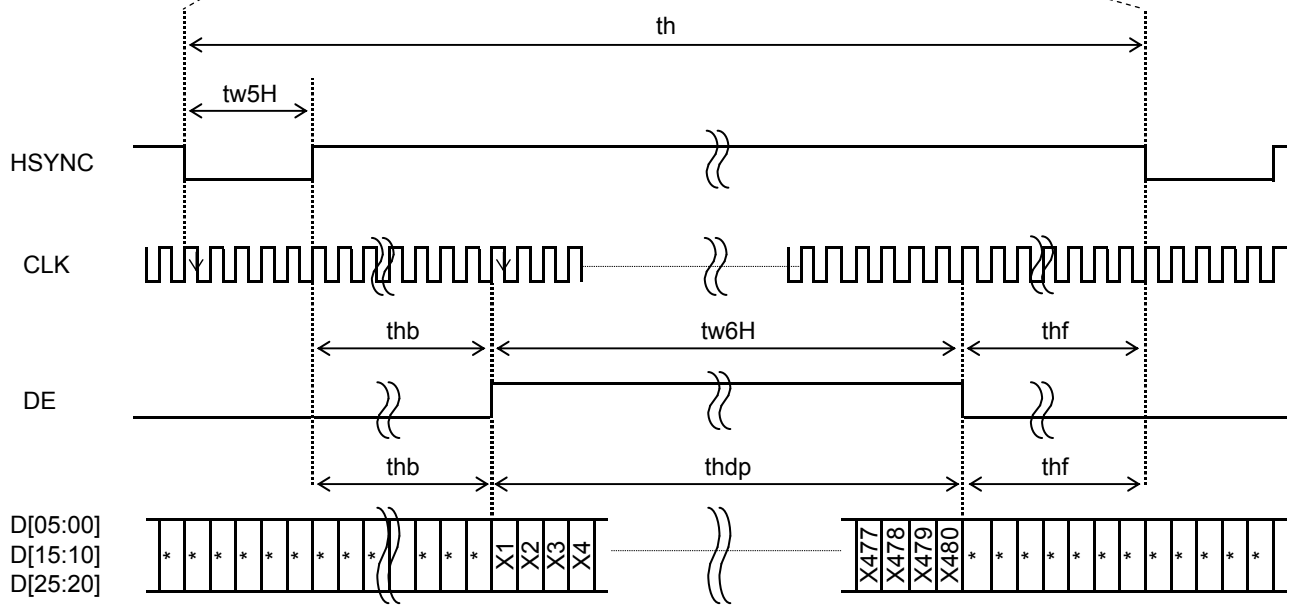 th
tw5H
HSYNC
CLK
thb tw6H thf
DE
thb thdp thf
D[05:00]
D[15:10]
D[25:20]
* * * * * * * * * * * * X1 X2 X3 X4 X477 X478 X479 X480 * * * * * * * * * * * *